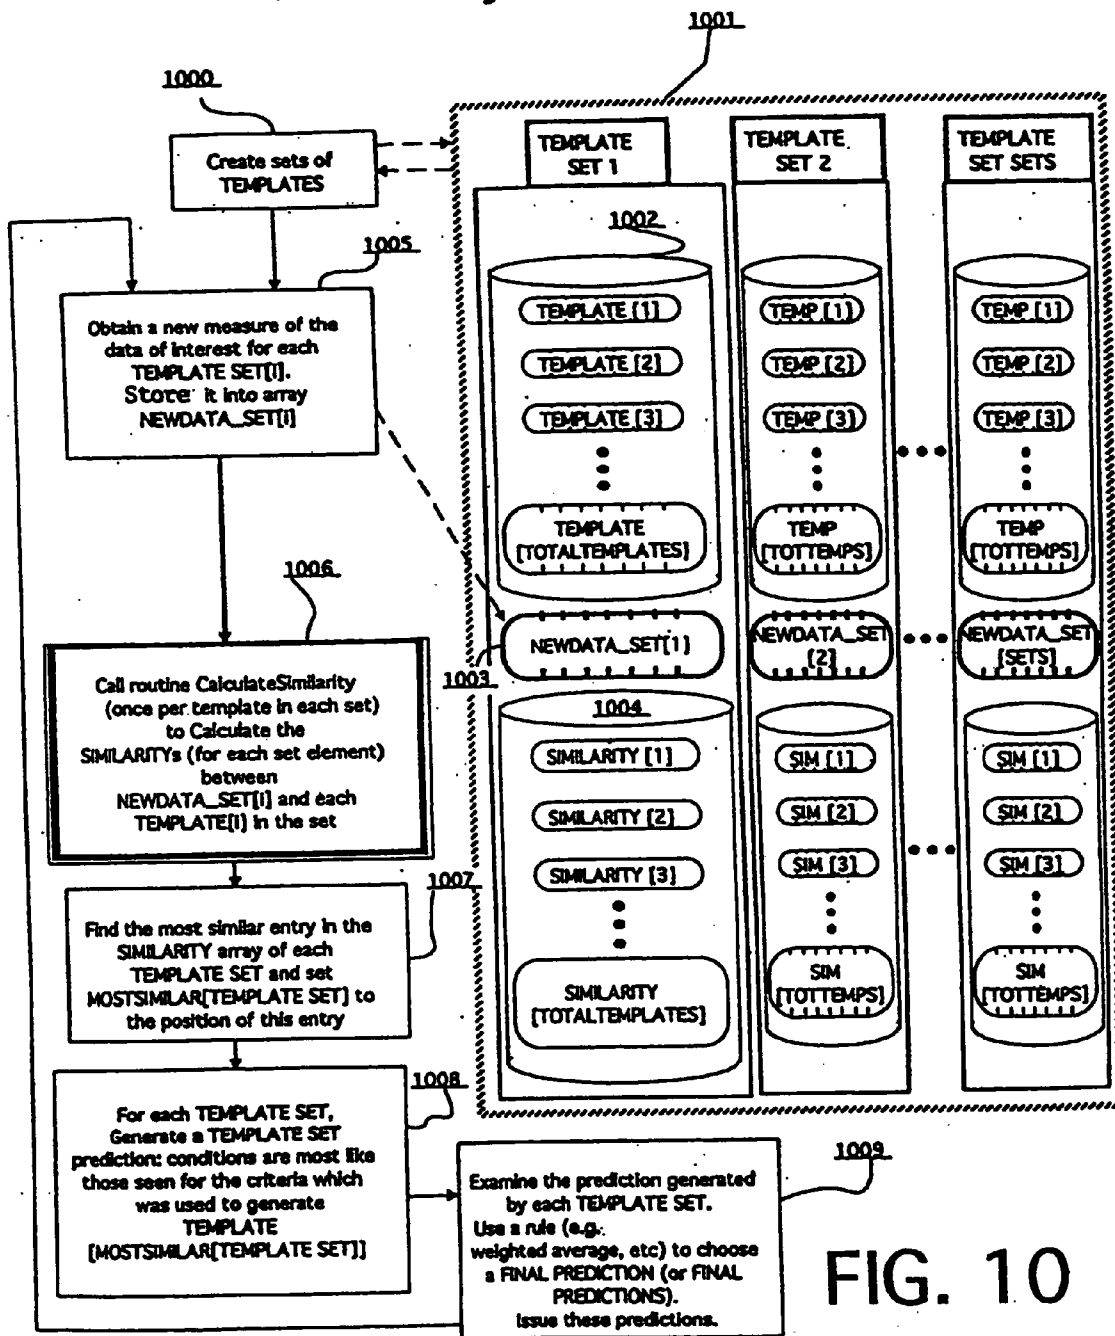 1001
1000
Create sets of
TEMPLATES
1005
Obtain a new measure of the
data of interest for each
TEMPLATE SET[I].
Store it into array
NEWDATA_SET[I]
1006
Call routine CalculateSimilarity
(once per template in each set)
to Calculate the
SIMILARITYs (for each set element)
between
NEWDATA_SET[I] and each
TEMPLATE[I] in the set
1007
Find the most similar entry in the
SIMILARITY array of each
TEMPLATE SET and set
MOSTSIMILAR[TEMPLATE SET] to
the position of this entry
1008
For each TEMPLATE SET,
Generate a TEMPLATE SET
prediction: conditions are most like
those seen for the criteria which
was used to generate
TEMPLATE
[MOSTSIMILAR[TEMPLATE SET]]
1009
Examine the prediction generated
by each TEMPLATE SET.
Use a rule (e.g.
weighted average, etc) to choose
a FINAL PREDICTION (or FINAL
PREDICTIONS).
Issue these predictions.
TEMPLATE
SET 1
1002
TEMPLATE [1]
TEMPLATE [2]
TEMPLATE [3]
TEMPLATE
[TOTALTEMPLATES]
NEWDATA_SET[1]
1003
1004
SIMILARITY [1]
SIMILARITY [2]
SIMILARITY [3]
SIMILARITY
[TOTALTEMPLATES]
TEMPLATE
SET 2
TEMP [1]
TEMP [2]
TEMP [3]
TEMP
[TOTTEMPS]
NEWDATA_SET
[2]
SIM [1]
SIM [2]
SIM [3]
SIM
[TOTTEMPS]
TEMPLATE
SET SETS
TEMP [1]
TEMP [2]
TEMP [3]
TEMP
[TOTTEMPS]
NEWDATA_SET
[SETS]
SIM [1]
SIM [2]
SIM [3]
SIM
[TOTTEMPS]
FIG. 10